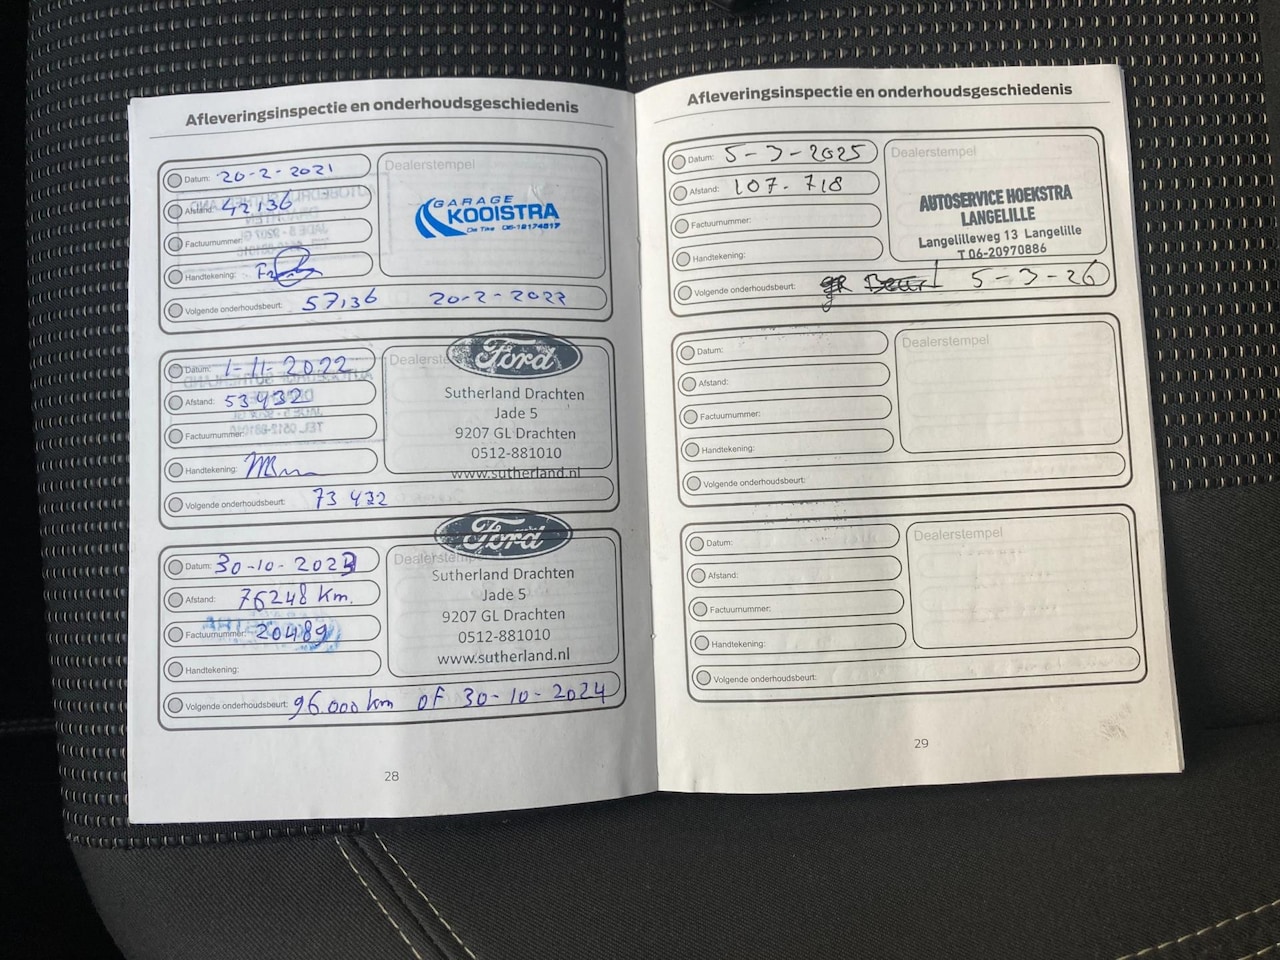 Afleveringsinspectie en onderhoudsgeschiedenis
Datum: 20-2-2021
Afstand: 42136
Factuurnummer:
Handtekening:
Volgende onderhoudsbeurt: 57136 20-2-2022
Dealerstempel
GARAGE
KOOISTRA
De Tike 06-18174817
Datum: 1-11-2022
Afstand: 53432
Factuurnummer:
Handtekening:
Volgende onderhoudsbeurt: 73 432
Dealerstempel
Ford
Sutherland Drachten
Jade 5
9207 GL Drachten
0512-881010
www.sutherland.nl
Datum: 30-10-2023
Afstand: 76248 km.
Factuurnummer: 20489
Handtekening:
Volgende onderhoudsbeurt: 96.000 km of 30-10-2024
Dealerstempel
Ford
Sutherland Drachten
Jade 5
9207 GL Drachten
0512-881010
www.sutherland.nl
28
Afleveringsinspectie en onderhoudsgeschiedenis
Datum: 5-3-2025
Afstand: 107.718
Factuurnummer:
Handtekening:
Volgende onderhoudsbeurt: 5-3-26
Dealerstempel
AUTOSERVICE HOEKSTRA
LANGELILLE
Langelilleweg 13 Langelille
T 06-20970886
Datum:
Afstand:
Factuurnummer:
Handtekening:
Volgende onderhoudsbeurt:
Dealerstempel
Datum:
Afstand:
Factuurnummer:
Handtekening:
Volgende onderhoudsbeurt:
Dealerstempel
29